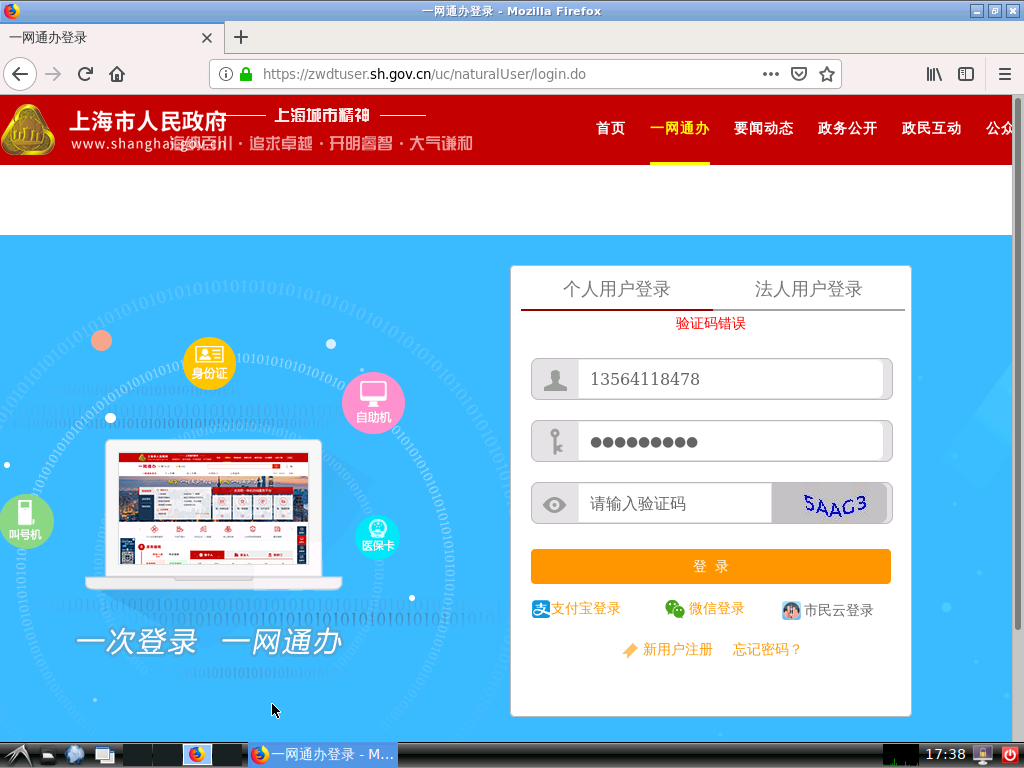 一网通办登录 - Mozilla Firefox
一网通办登录
https://zwdtuser.sh.gov.cn/uc/naturalUser/login.do
上海市人民政府
上海城市精神
www.shanghai.gov.cn
海纳百川·追求卓越·开明睿智·大气谦和
首页 一网通办 要闻动态 政务公开 政民互动 公众
个人用户登录 法人用户登录
验证码错误
身份证
13564118478
自助机
请输入验证码
5AAG3
叫号机
医保卡
登 录
支付宝登录 微信登录 市民云登录
一次登录 一网通办
新用户注册 忘记密码？
一网通办登录 - M...
17:38